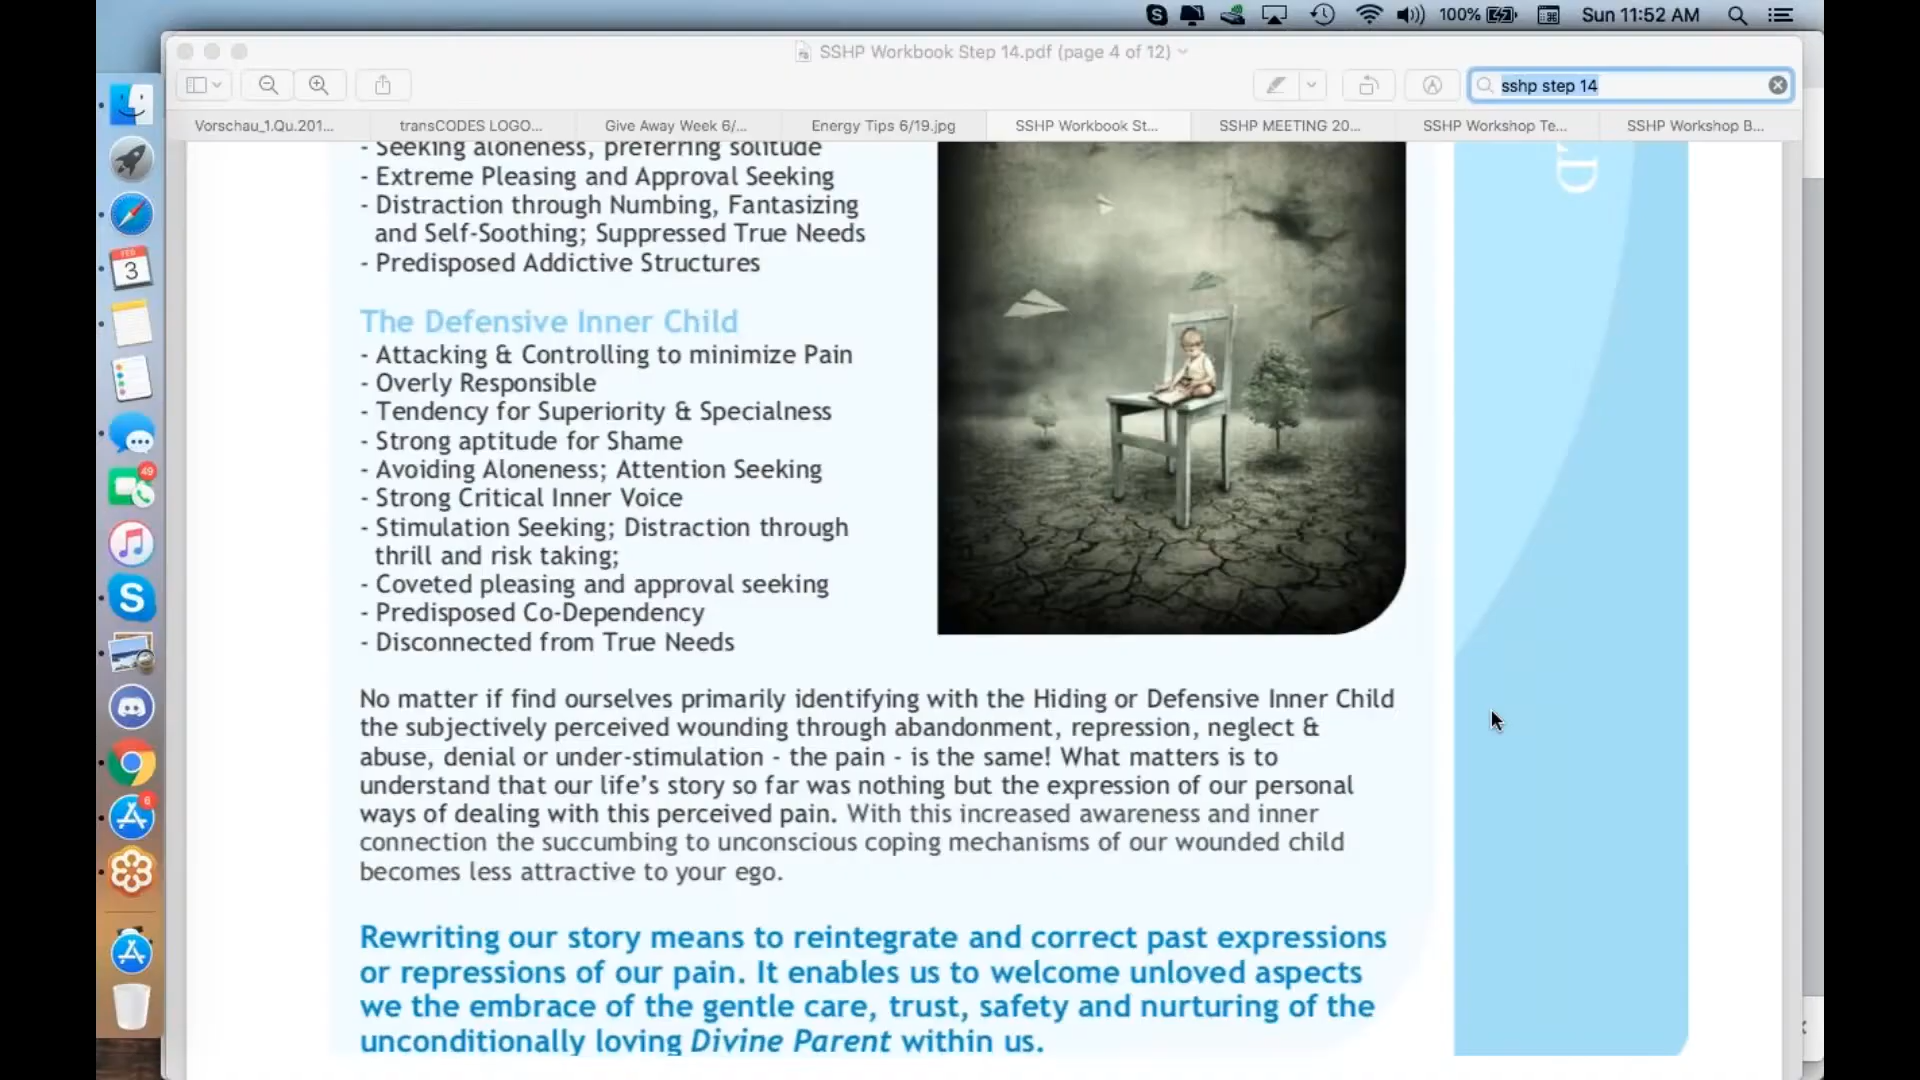 100%
Sun 11:52 AM
SSHP Workbook Step 14.pdf (page 4 of 12)
sshp step 14
Vorschau_1.Qu.201...
transCODES LOGO...
Give Away Week 6/...
Energy Tips 6/19.jpg
SSHP Workbook St...
SSHP MEETING 20...
SSHP Workshop Te...
SSHP Workshop B...
- Seeking aloneness, preferring solitude
- Extreme Pleasing and Approval Seeking
- Distraction through Numbing, Fantasizing
and Self-Soothing; Suppressed True Needs
- Predisposed Addictive Structures
The Defensive Inner Child
- Attacking & Controlling to minimize Pain
- Overly Responsible
- Tendency for Superiority & Specialness
- Strong aptitude for Shame
- Avoiding Aloneness; Attention Seeking
- Strong Critical Inner Voice
- Stimulation Seeking; Distraction through
thrill and risk taking;
- Coveted pleasing and approval seeking
- Predisposed Co-Dependency
- Disconnected from True Needs
No matter if find ourselves primarily identifying with the Hiding or Defensive Inner Child
the subjectively perceived wounding through abandonment, repression, neglect &
abuse, denial or under-stimulation - the pain - is the same! What matters is to
understand that our life's story so far was nothing but the expression of our personal
ways of dealing with this perceived pain. With this increased awareness and inner
connection the succumbing to unconscious coping mechanisms of our wounded child
becomes less attractive to your ego.
Rewriting our story means to reintegrate and correct past expressions
or repressions of our pain. It enables us to welcome unloved aspects
we the embrace of the gentle care, trust, safety and nurturing of the
unconditionally loving Divine Parent within us.
D
FEB
3
49
6